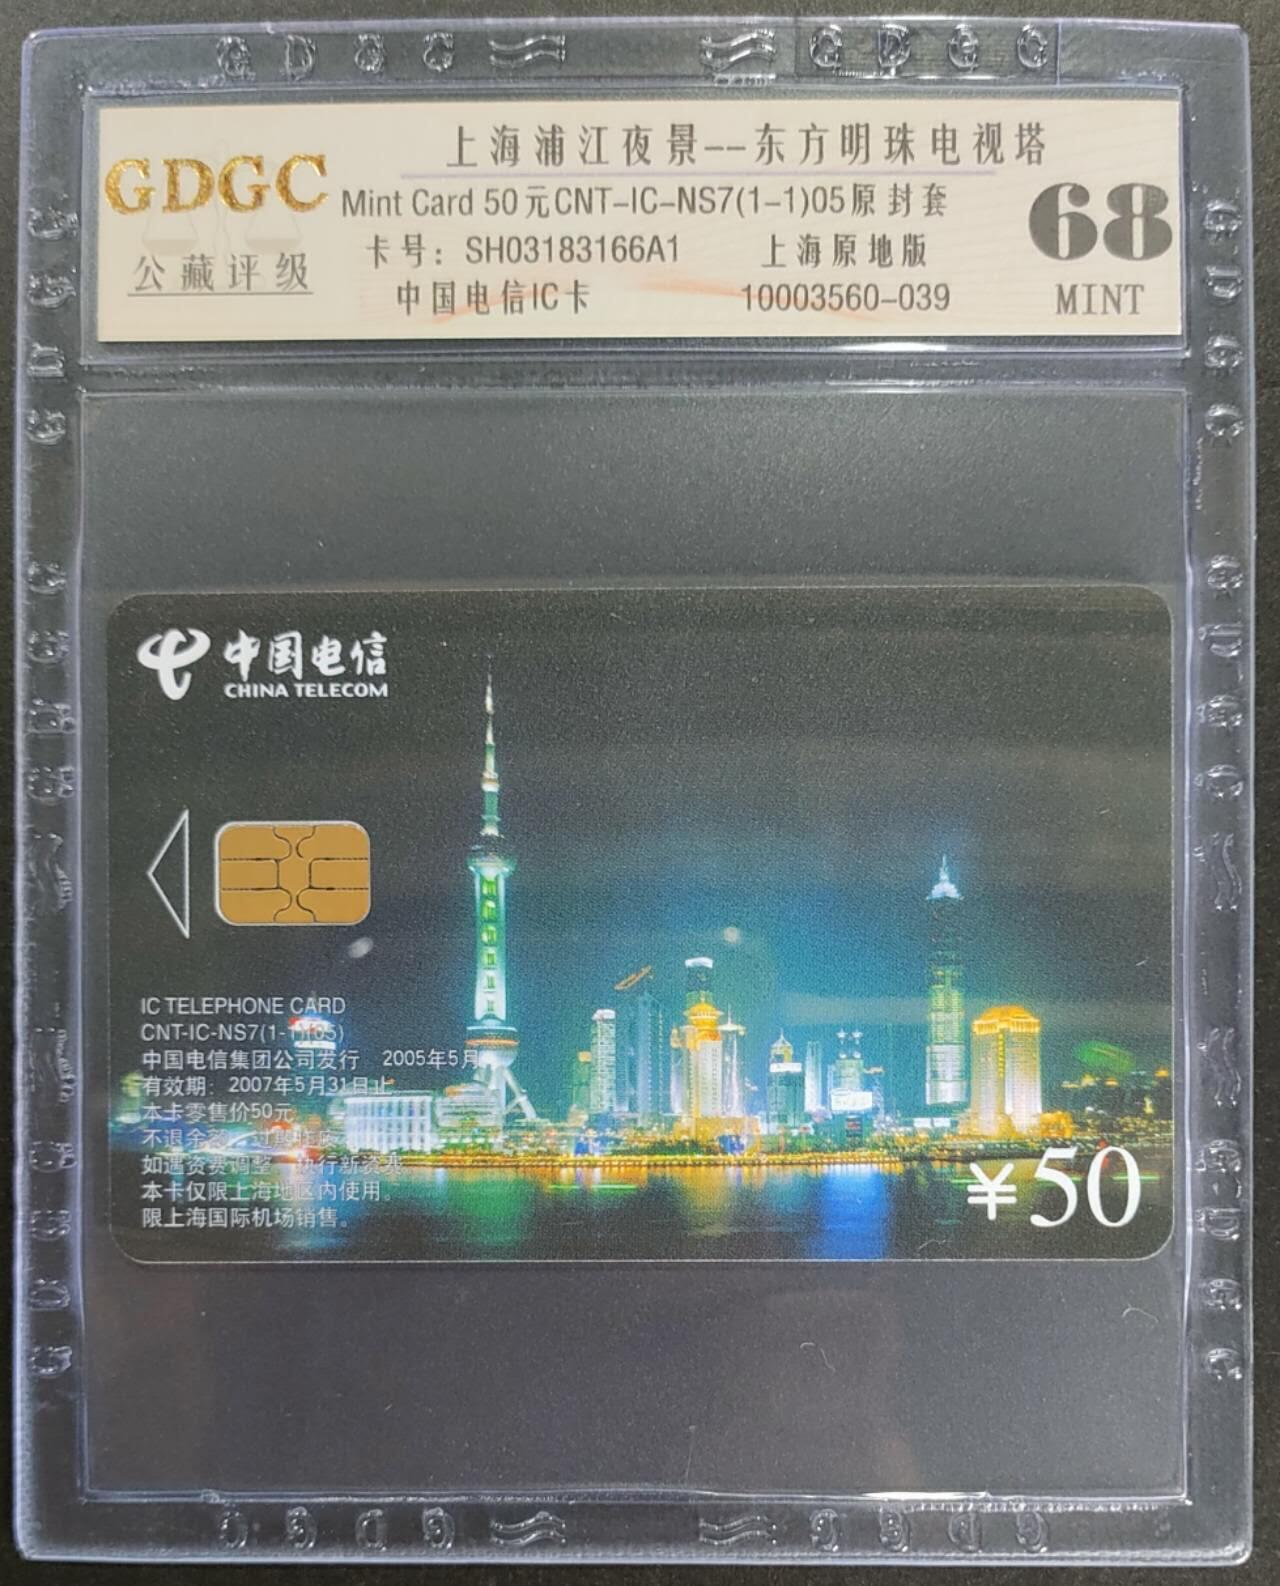 上海浦江夜景--东方明珠电视塔
GDGC
Mint Card 50元CNT-IC-NS7(1-1)05原封套
68
公藏评级
卡号：SH03183166A1 上海原地版
中国电信IC卡 10003560-039
MINT
中国电信
CHINA TELECOM
IC TELEPHONE CARD
CNT-IC-NS7(1-1)(05)
中国电信集团公司发行 2005年5月
有效期：2007年5月31日止
本卡零售价50元
不退余
如遇资费调整 执行新资费
本卡仅限上海地区内使用。
限上海国际机场销售。
¥50